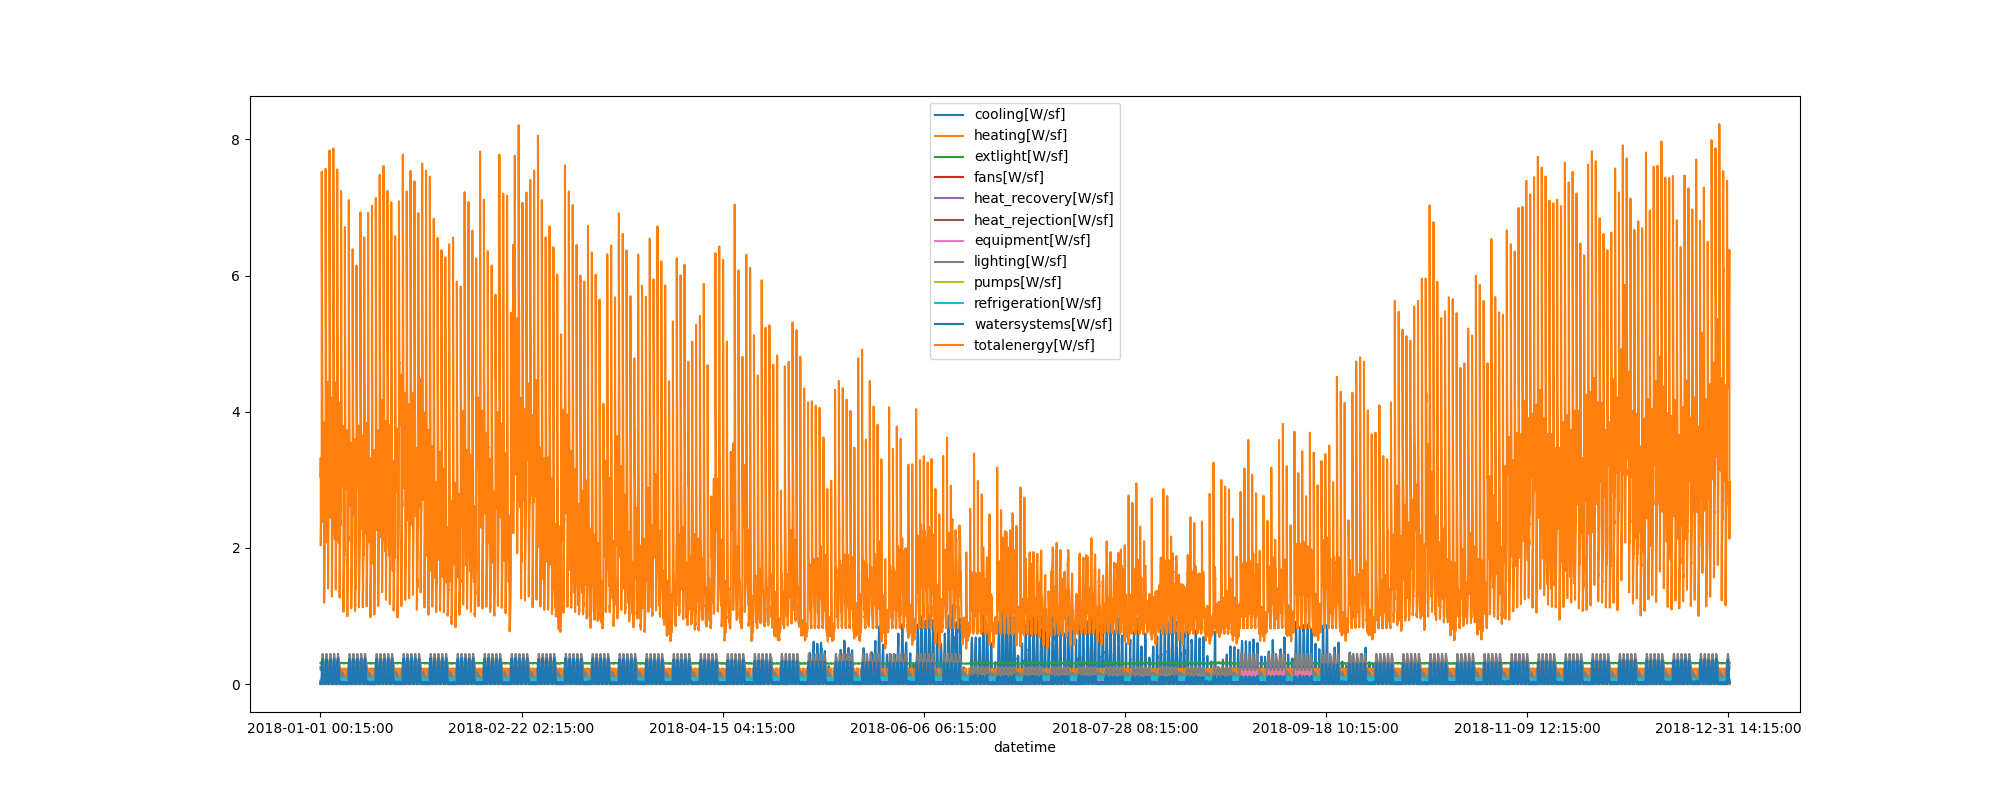 8
6
4
2
0
cooling[W/sf]
heating[W/sf]
extlight[W/sf]
fans[W/sf]
heat_recovery[W/sf]
heat_rejection[W/sf]
equipment[W/sf]
lighting[W/sf]
pumps[W/sf]
refrigeration[W/sf]
watersystems[W/sf]
totalenergy[W/sf]
2018-01-01 00:15:00 2018-02-22 02:15:00 2018-04-15 04:15:00 2018-06-06 06:15:00 2018-07-28 08:15:00 2018-09-18 10:15:00 2018-11-09 12:15:00 2018-12-31 14:15:00
datetime